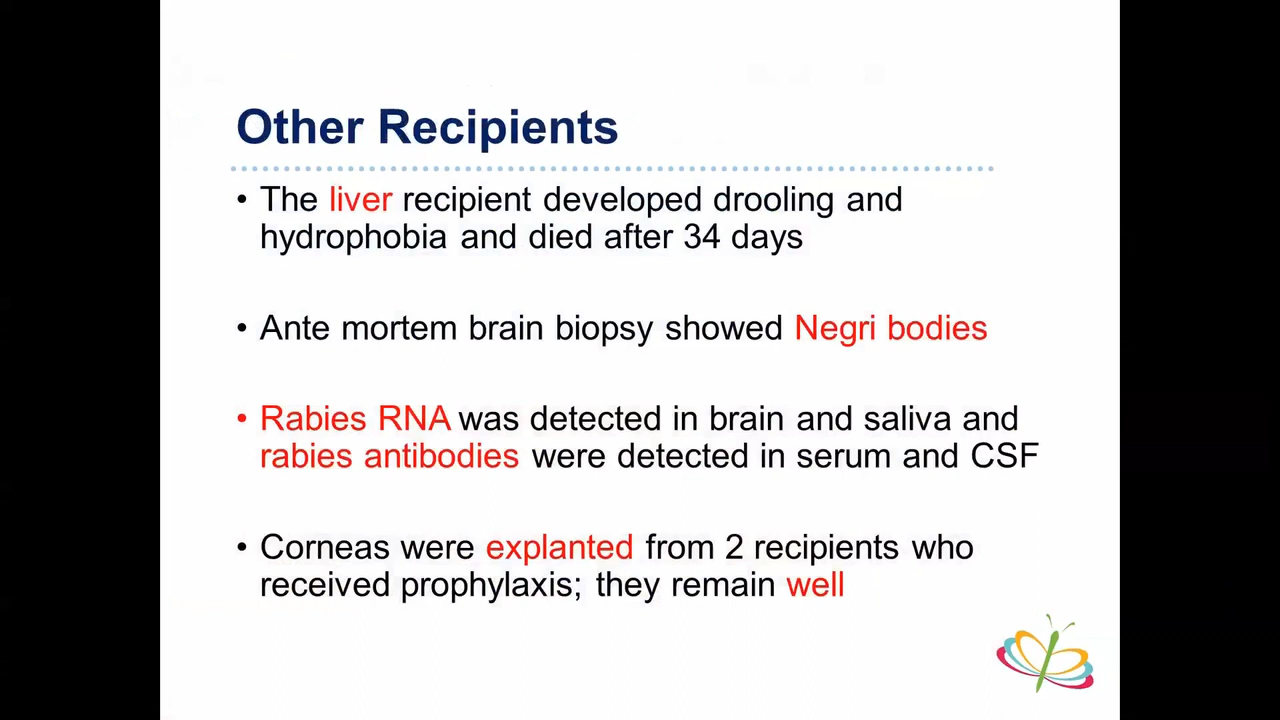 Other Recipients
• The liver recipient developed drooling and
hydrophobia and died after 34 days
• Ante mortem brain biopsy showed Negri bodies
• Rabies RNA was detected in brain and saliva and
rabies antibodies were detected in serum and CSF
• Corneas were explanted from 2 recipients who
received prophylaxis; they remain well